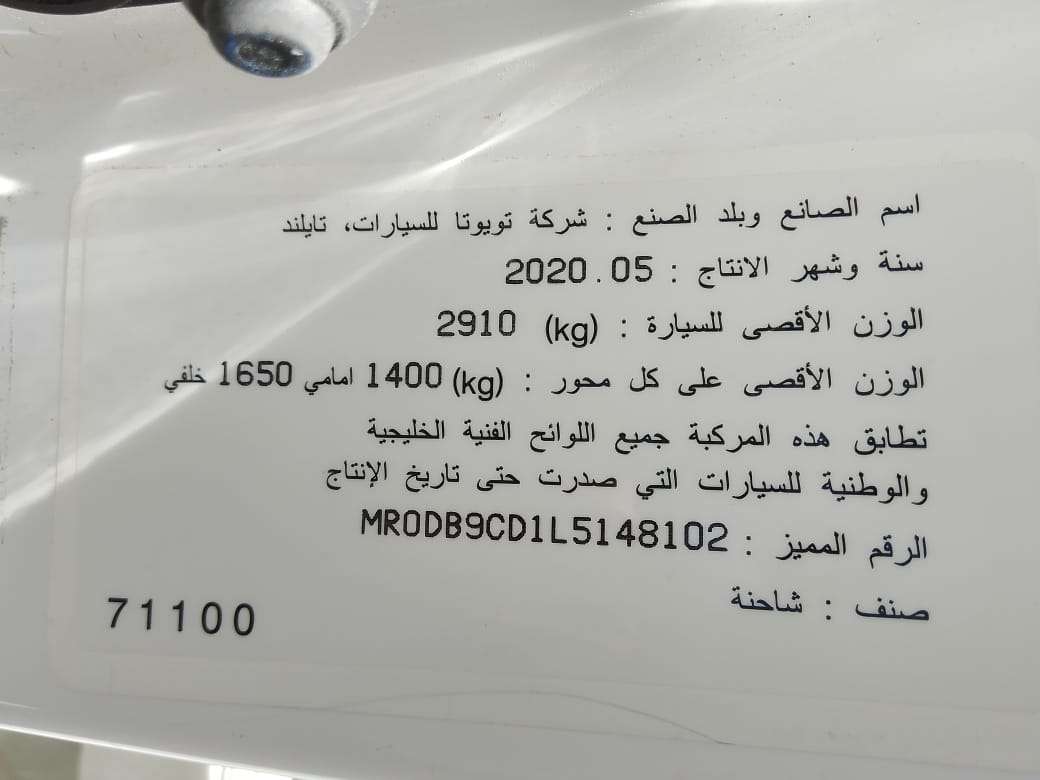 اسم الصانع وبلد الصنع : شركة تويوتا للسيارات، تايلند
سنة وشهر الانتاج : 2020.05
الوزن الأقصى للسيارة : (kg) 2910
الوزن الأقصى على كل محور : (kg) 1400 امامي 1650 خلفي
تطابق هذه المركبة جميع اللوائح الفنية الخليجية
والوطنية للسيارات التي صدرت حتى تاريخ الإنتاج
الرقم المميز : MR0DB9CD1L5148102
صنف : شاحنة
71100